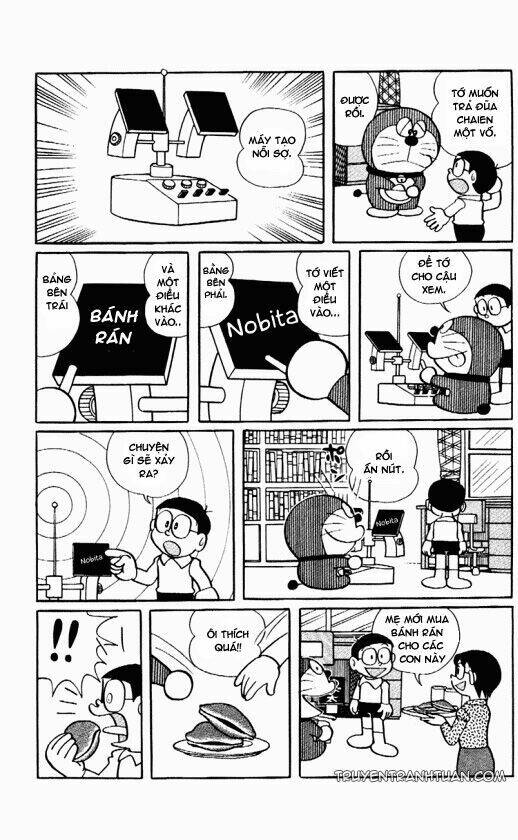 TỚ MUỐN
TRẢ ĐŨA
CHAIEN
MỘT VỐ.
ĐƯỢC
RỒI.
MÁY TẠO
NỖI SỢ.
ĐỂ TỚ
CHO CẬU
XEM.
TỚ VIẾT
MỘT
ĐIỀU
VÀO...
BẢNG
BÊN
PHẢI.
Nobita
VÀ
MỘT
ĐIỀU
KHÁC
VÀO..
BẢNG
BÊN
TRÁI
BÁNH
RÁN
RỒI
ẤN NÚT.
Nobita
CHUYỆN
GÌ SẼ XẢY
RA?
Nobita
MẸ MỚI MUA
BÁNH RÁN
CHO CÁC
CON NÀY
ÔI THÍCH
QUÁ!!
!!
TRUYENTRANHTUAN.COM